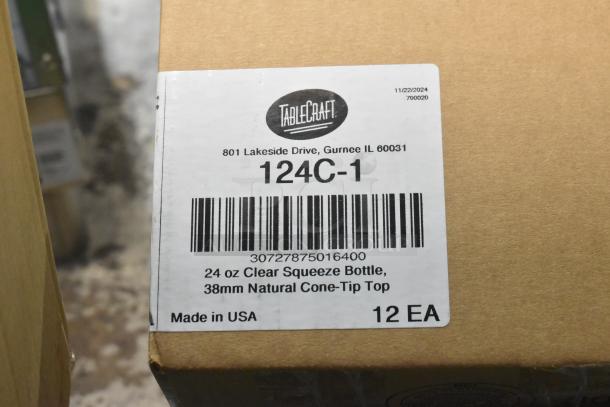 TABLECRAFT
11/22/2024
700020
801 Lakeside Drive, Gurnee IL 60031
124C-1
30727875016400
24 oz Clear Squeeze Bottle,
38mm Natural Cone-Tip Top
Made in USA
12 EA